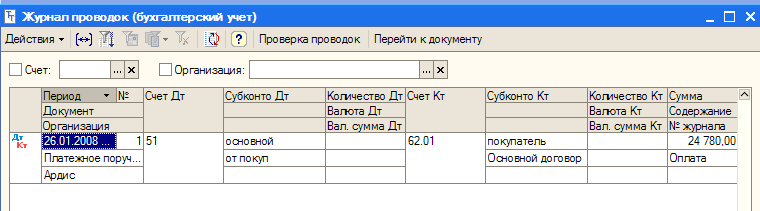 Журнал проводок (бухгалтерский учет)
Действия Проверка проводок Перейти к документу
Счет: ... × Организация: ... ×
Период № Счет Дт Субконто Дт Количество Дт Счет Кт Субконто Кт Количество Кт Сумма
Документ Валюта Дт Валюта Кт Содержание
Организация Вал. сумма Дт Вал. сумма Кт № журнала
Дт Кт 26.01.2008 ... 1 51 основной 62.01 покупатель 24 780,00
Платежное поруч... от покуп Основной договор Оплата
Ардис